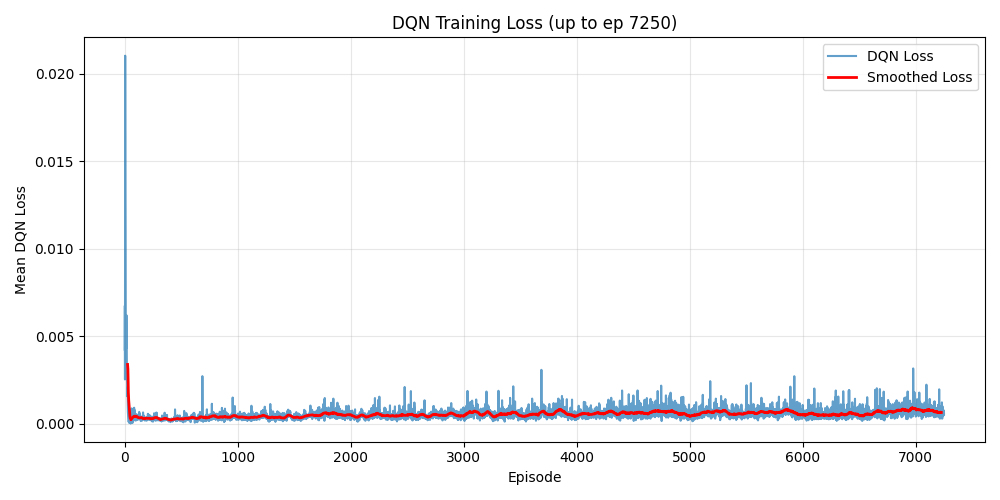 DQN Training Loss (up to ep 7250)
DQN Loss
Smoothed Loss
Mean DQN Loss
0.020
0.015
0.010
0.005
0.000
0 1000 2000 3000 4000 5000 6000 7000
Episode